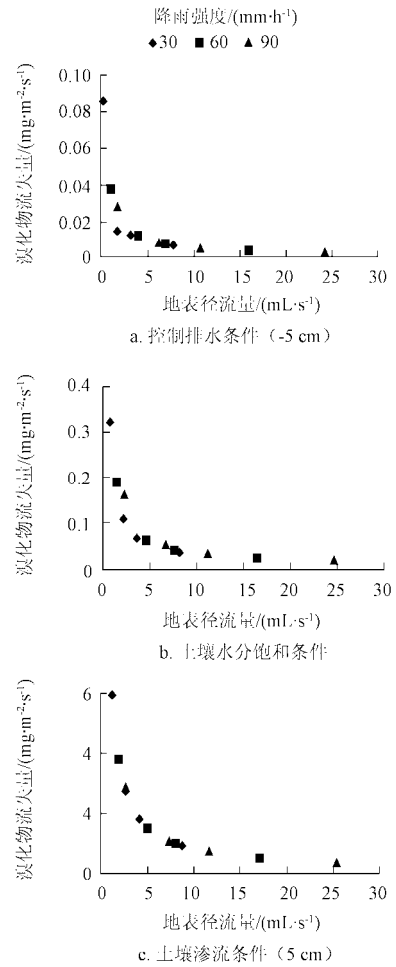 降雨强度/(mm·h⁻¹)
◆30 ■60 ▲90
溴化物流失量/(mg·m⁻²·s⁻¹)
0.10
0.08
0.06
0.04
0.02
0
0 5 10 15 20 25 30
地表径流量/(mL·s⁻¹)
a. 控制排水条件（-5 cm）
溴化物流失量/(mg·m⁻²·s⁻¹)
0.4
0.3
0.2
0.1
0
0 5 10 15 20 25 30
地表径流量/(mL·s⁻¹)
b. 土壤水分饱和条件
溴化物流失量/(mg·m⁻²·s⁻¹)
6
4
4
0
0 5 10 15 20 25 30
地表径流量/(mL·s⁻¹)
c. 土壤渗流条件（5 cm）